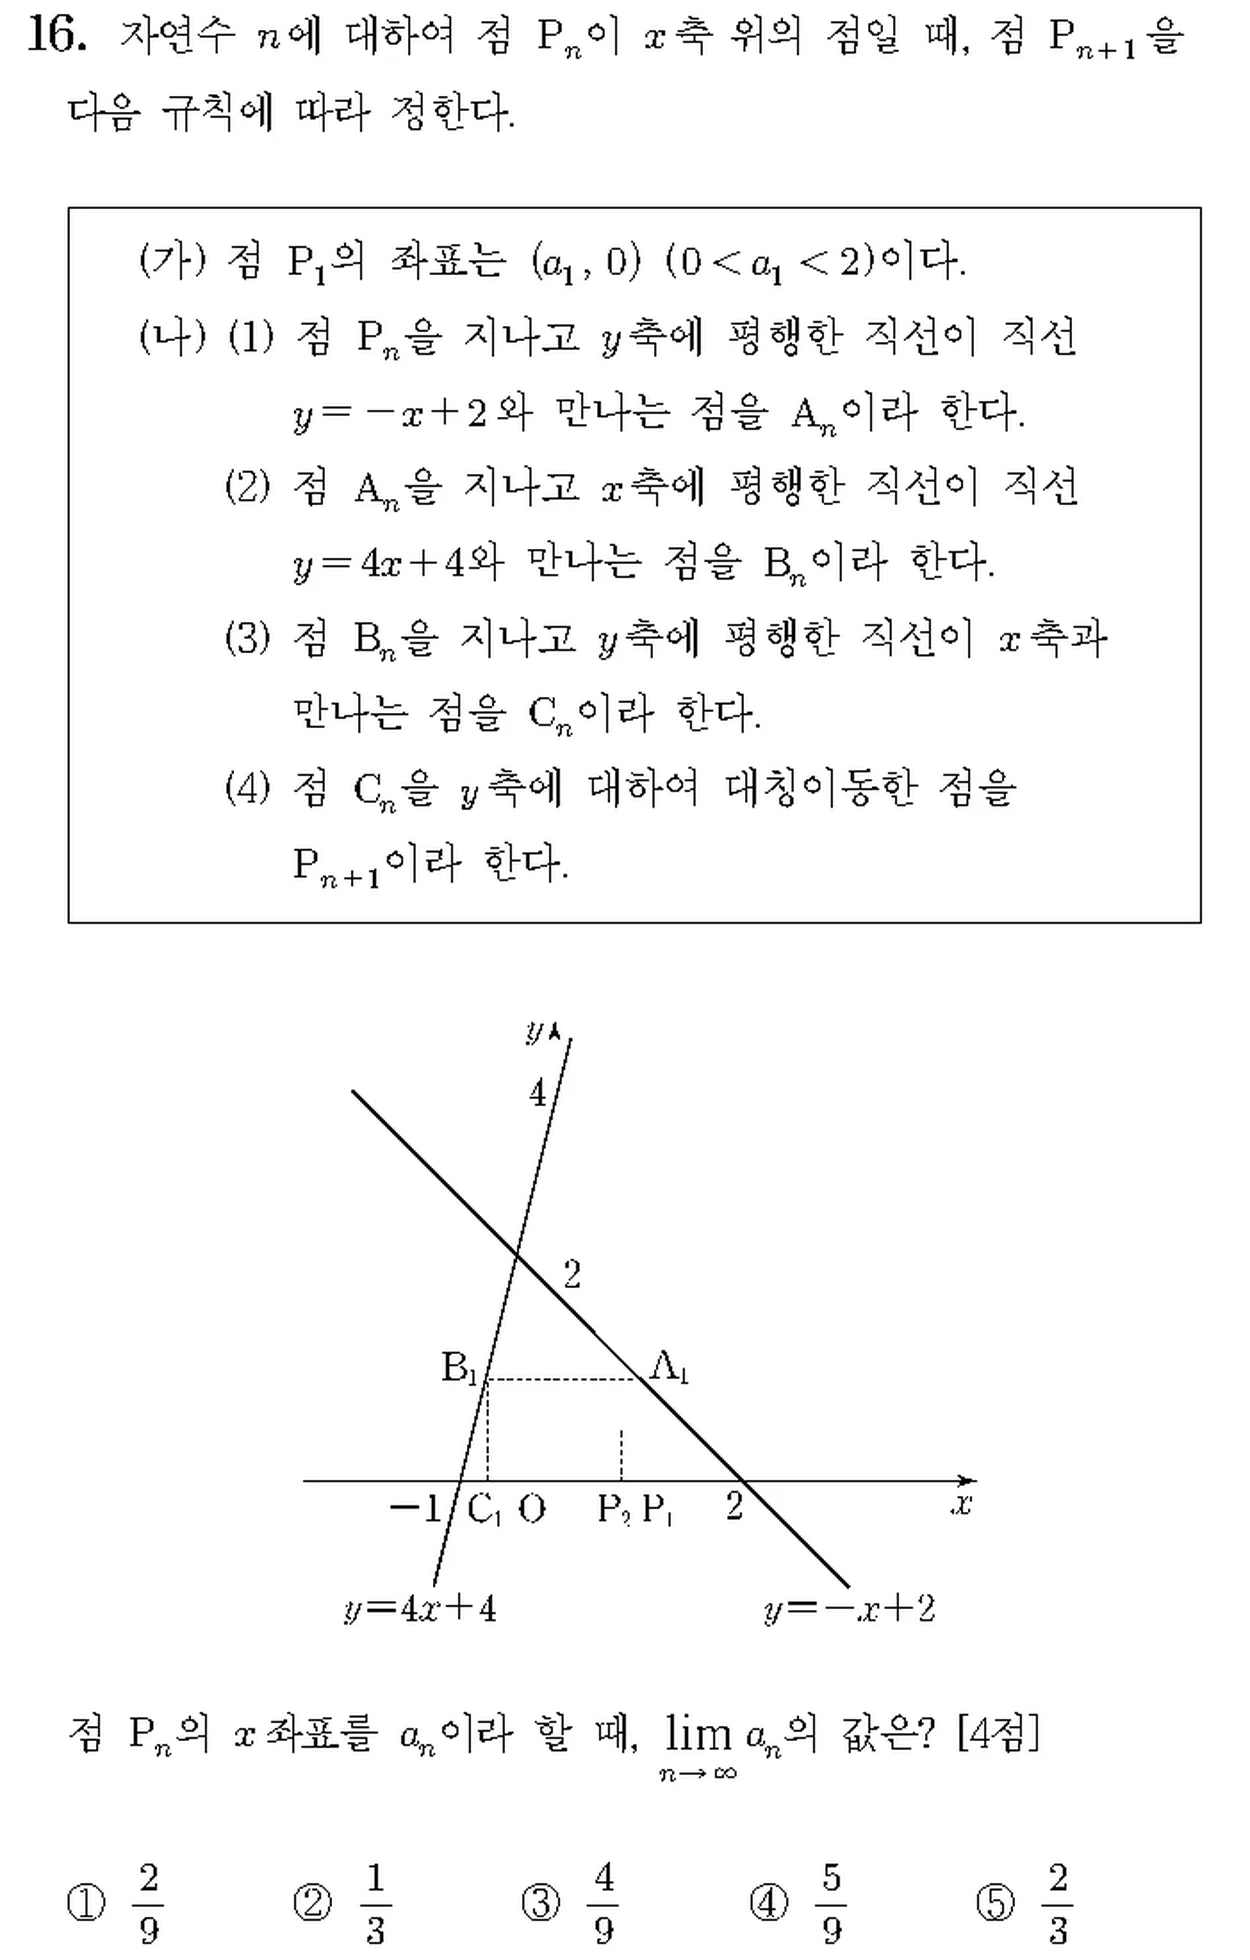 16. 자연수 n에 대하여 점 Pₙ이 x축 위의 점일 때, 점 Pₙ₊₁을
다음 규칙에 따라 정한다.
(가) 점 P₁의 좌표는 (a₁, 0) (0<a₁<2)이다.
(나) (1) 점 Pₙ을 지나고 y축에 평행한 직선이 직선
y=-x+2와 만나는 점을 Aₙ이라 한다.
(2) 점 Aₙ을 지나고 x축에 평행한 직선이 직선
y=4x+4와 만나는 점을 Bₙ이라 한다.
(3) 점 Bₙ을 지나고 y축에 평행한 직선이 x축과
만나는 점을 Cₙ이라 한다.
(4) 점 Cₙ을 y축에 대하여 대칭이동한 점을
Pₙ₊₁이라 한다.
y
4
2
B₁ A₁
-1 C₁ O P₂ P₁ 2 x
y=4x+4 y=-x+2
점 Pₙ의 x좌표를 aₙ이라 할 때, lim n→∞ aₙ의 값은? [4점]
① 2/9 ② 1/3 ③ 4/9 ④ 5/9 ⑤ 2/3